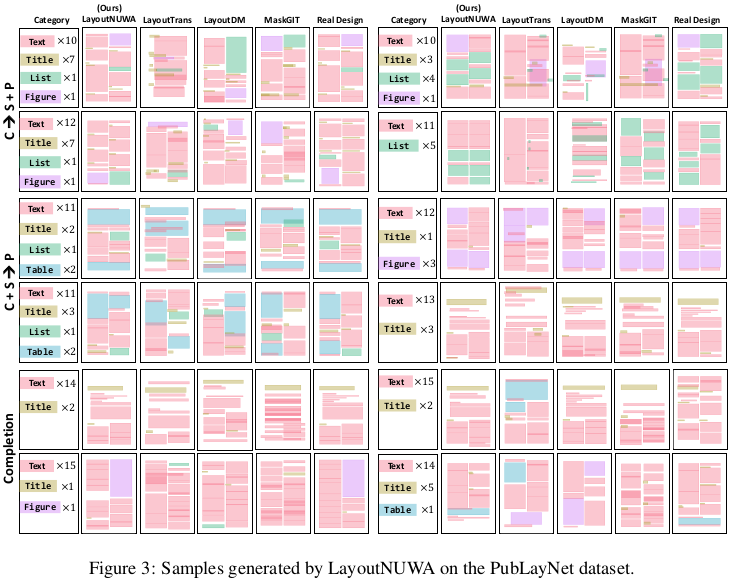 (Ours)
Category LayoutNUWA LayoutTrans LayoutDM MaskGIT Real Design
(Ours)
Category LayoutNUWA LayoutTrans LayoutDM MaskGIT Real Design
C → S + P
Text ×10
Title ×7
List ×1
Figure ×1
Text ×10
Title ×3
List ×4
Figure ×1
Text ×12
Title ×7
List ×1
Figure ×1
Text ×11
List ×5
C + S → P
Text ×11
Title ×2
List ×1
Table ×2
Text ×12
Title ×1
Figure ×3
Text ×11
Title ×3
List ×1
Table ×2
Text ×13
Title ×3
Completion
Text ×14
Title ×2
Text ×15
Title ×2
Text ×15
Title ×1
Figure ×1
Text ×14
Title ×5
Table ×1
Figure 3: Samples generated by LayoutNUWA on the PubLayNet dataset.